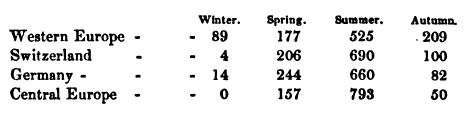 Winter. Spring. Summer. Autumn.
Western Europe - - 89 177 525 209
Switzerland - - 4 206 690 100
Germany - - 14 244 660 82
Central Europe - - 0 157 793 50